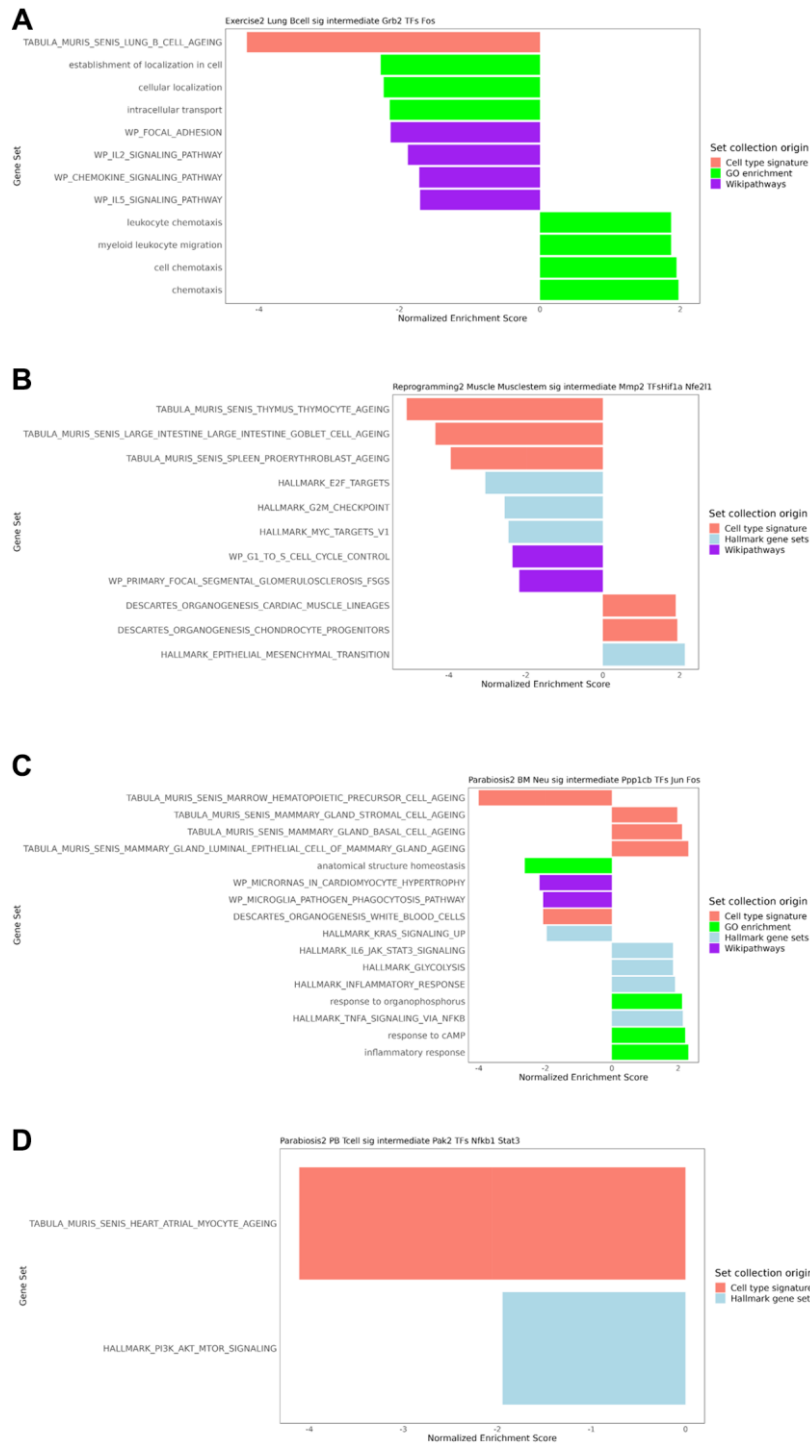 A
Exercise2 Lung Bcell sig intermediate Grb2 TFs Fos
TABULA_MURIS_SENIS_LUNG_B_CELL_AGEING
establishment of localization in cell
cellular localization
intracellular transport
WP_FOCAL_ADHESION
WP_IL2_SIGNALING_PATHWAY
WP_CHEMOKINE_SIGNALING_PATHWAY
WP_IL5_SIGNALING_PATHWAY
leukocyte chemotaxis
myeloid leukocyte migration
cell chemotaxis
chemotaxis
Gene Set
-4 -2 0 2
Normalized Enrichment Score
Set collection origin
Cell type signature
GO enrichment
Wikipathways
B
Reprogramming2 Muscle Musclestem sig intermediate Mmp2 TFsHif1a Nfe2l1
TABULA_MURIS_SENIS_THYMUS_THYMOCYTE_AGEING
TABULA_MURIS_SENIS_LARGE_INTESTINE_LARGE_INTESTINE_GOBLET_CELL_AGEING
TABULA_MURIS_SENIS_SPLEEN_PROERYTHROBLAST_AGEING
HALLMARK_E2F_TARGETS
HALLMARK_G2M_CHECKPOINT
HALLMARK_MYC_TARGETS_V1
WP_G1_TO_S_CELL_CYCLE_CONTROL
WP_PRIMARY_FOCAL_SEGMENTAL_GLOMERULOSCLEROSIS_FSGS
DESCARTES_ORGANOGENESIS_CARDIAC_MUSCLE_LINEAGES
DESCARTES_ORGANOGENESIS_CHONDROCYTE_PROGENITORS
HALLMARK_EPITHELIAL_MESENCHYMAL_TRANSITION
Gene Set
-4 -2 0 2
Normalized Enrichment Score
Set collection origin
Cell type signature
Hallmark gene sets
Wikipathways
C
Parabiosis2 BM Neu sig intermediate Ppp1cb TFs Jun Fos
TABULA_MURIS_SENIS_MARROW_HEMATOPOIETIC_PRECURSOR_CELL_AGEING
TABULA_MURIS_SENIS_MAMMARY_GLAND_STROMAL_CELL_AGEING
TABULA_MURIS_SENIS_MAMMARY_GLAND_BASAL_CELL_AGEING
TABULA_MURIS_SENIS_MAMMARY_GLAND_LUMINAL_EPITHELIAL_CELL_OF_MAMMARY_GLAND_AGEING
anatomical structure homeostasis
WP_MICRORNAS_IN_CARDIOMYOCYTE_HYPERTROPHY
WP_MICROGLIA_PATHOGEN_PHAGOCYTOSIS_PATHWAY
DESCARTES_ORGANOGENESIS_WHITE_BLOOD_CELLS
HALLMARK_KRAS_SIGNALING_UP
HALLMARK_IL6_JAK_STAT3_SIGNALING
HALLMARK_GLYCOLYSIS
HALLMARK_INFLAMMATORY_RESPONSE
response to organophosphorus
HALLMARK_TNFA_SIGNALING_VIA_NFKB
response to cAMP
inflammatory response
Gene Set
-4 -2 0 2
Normalized Enrichment Score
Set collection origin
Cell type signature
GO enrichment
Hallmark gene sets
Wikipathways
D
Parabiosis2 PB Tcell sig intermediate Pak2 TFs Nfkb1 Stat3
TABULA_MURIS_SENIS_HEART_ATRIAL_MYOCYTE_AGEING
HALLMARK_PI3K_AKT_MTOR_SIGNALING
Gene Set
-4 -3 -2 -1 0
Normalized Enrichment Score
Set collection origin
Cell type signature
Hallmark gene sets